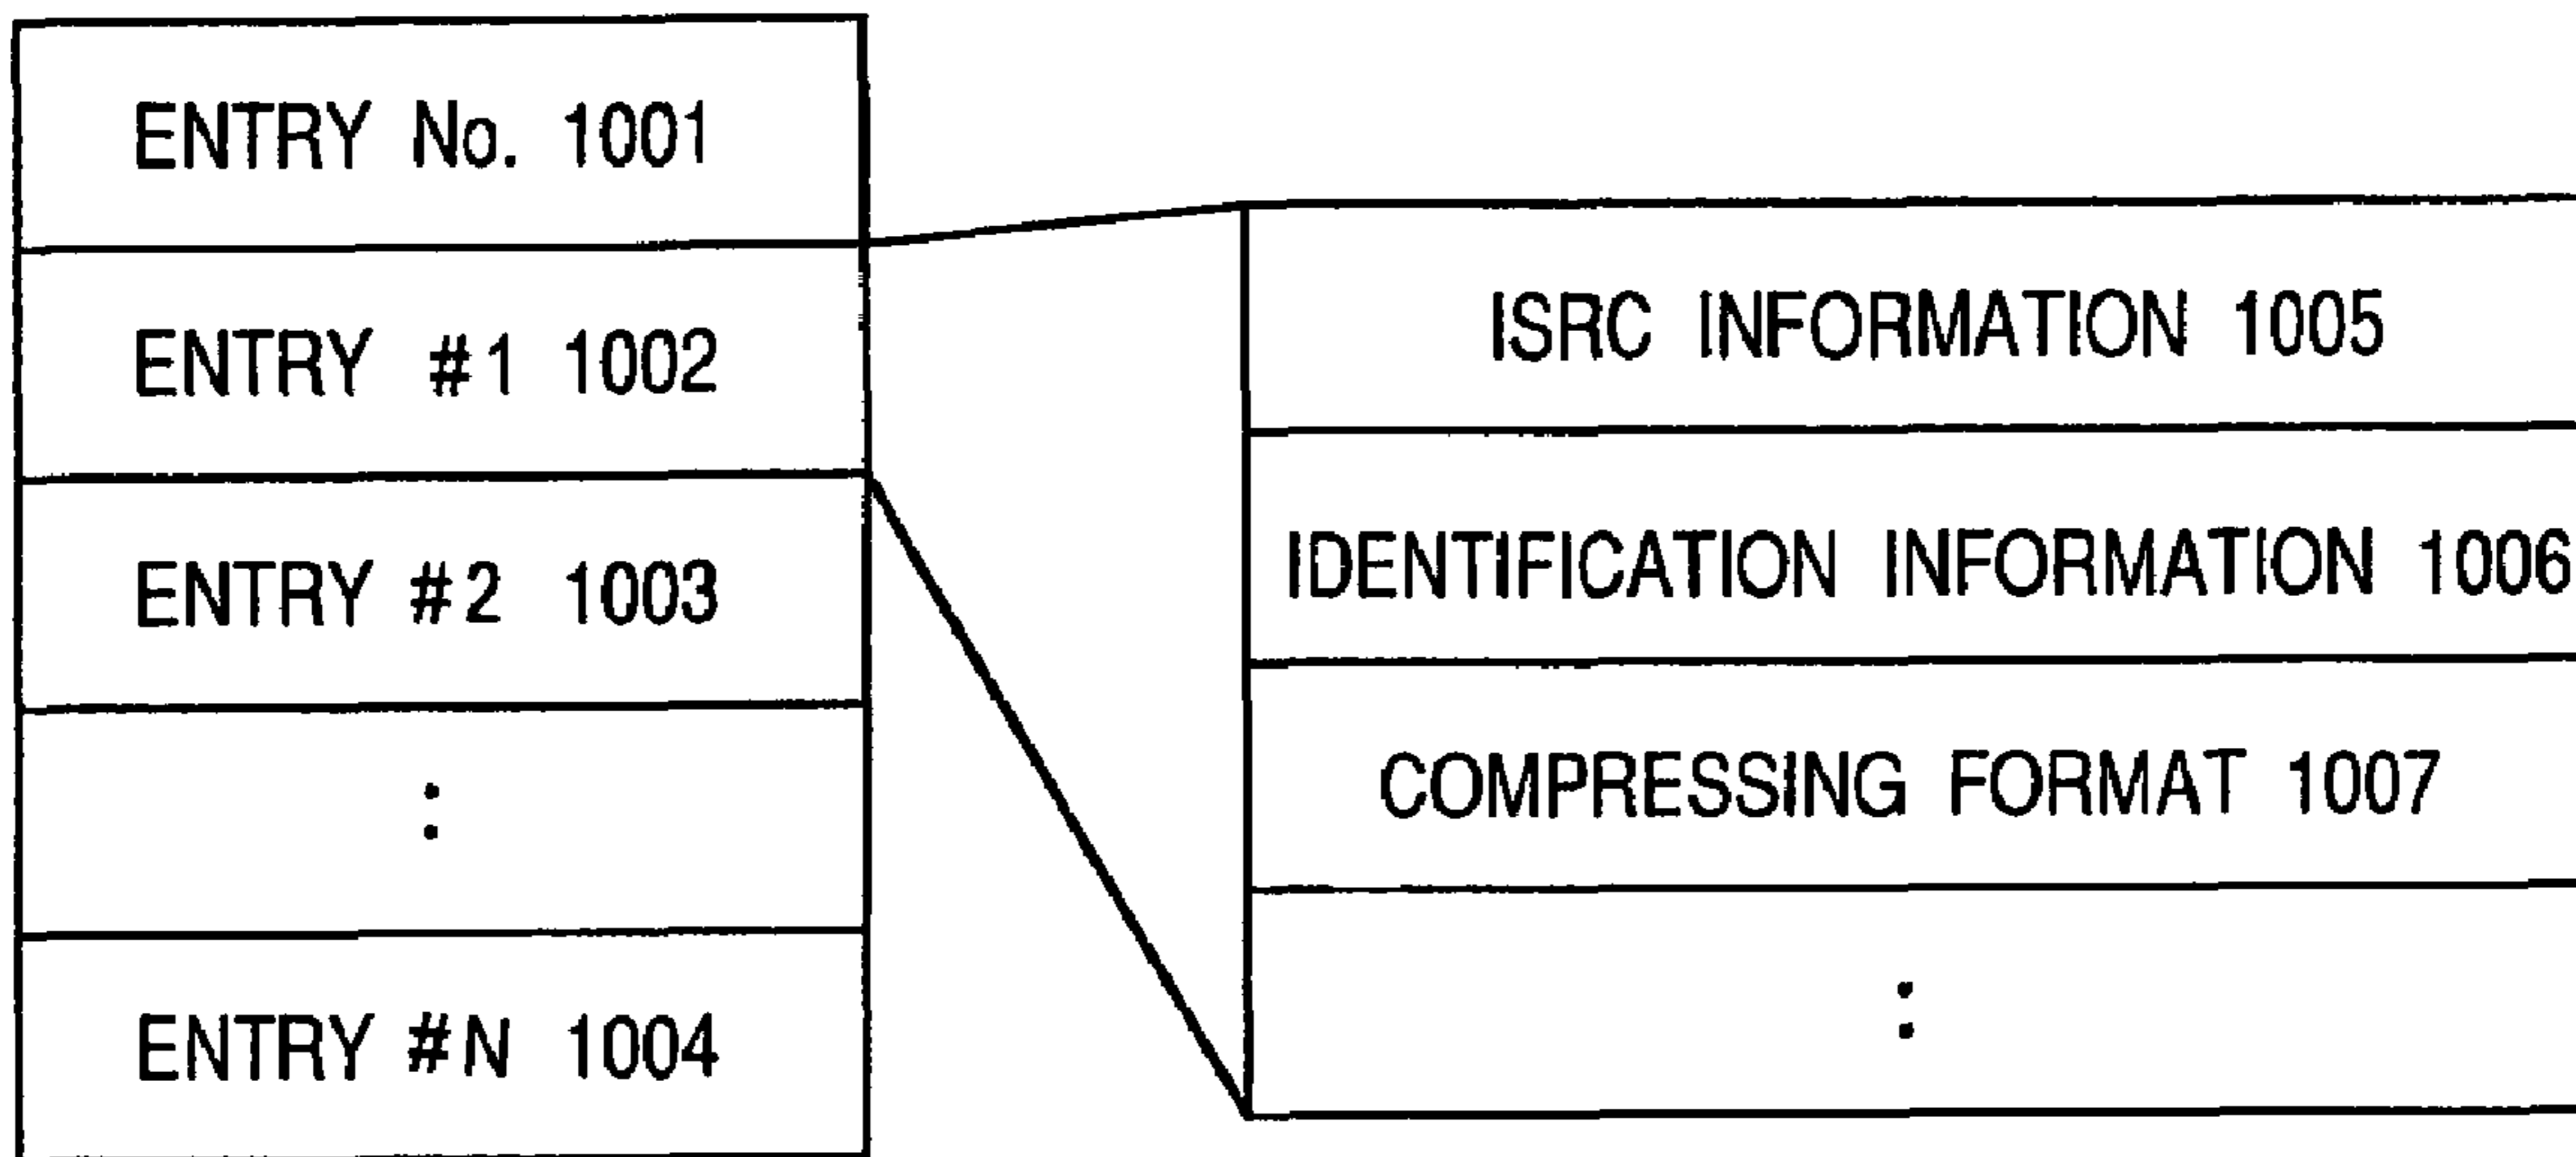 ENTRY No. 1001
ENTRY #1 1002
ENTRY #2 1003
:
ENTRY #N 1004
ISRC INFORMATION 1005
IDENTIFICATION INFORMATION 1006
COMPRESSING FORMAT 1007
: